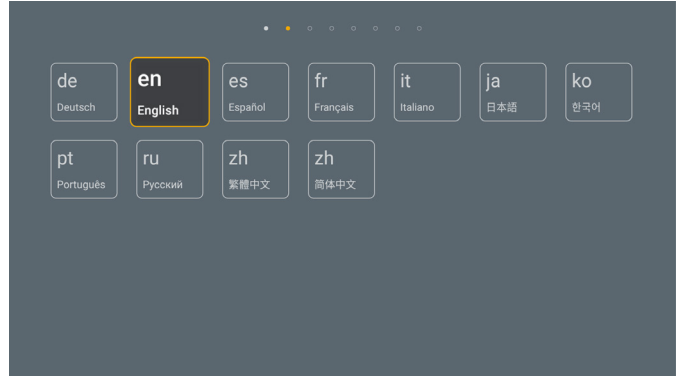 de
Deutsch
en
English
es
Español
fr
Français
it
Italiano
ja
日本語
ko
한국어
pt
Português
ru
Русский
zh
繁體中文
zh
简体中文